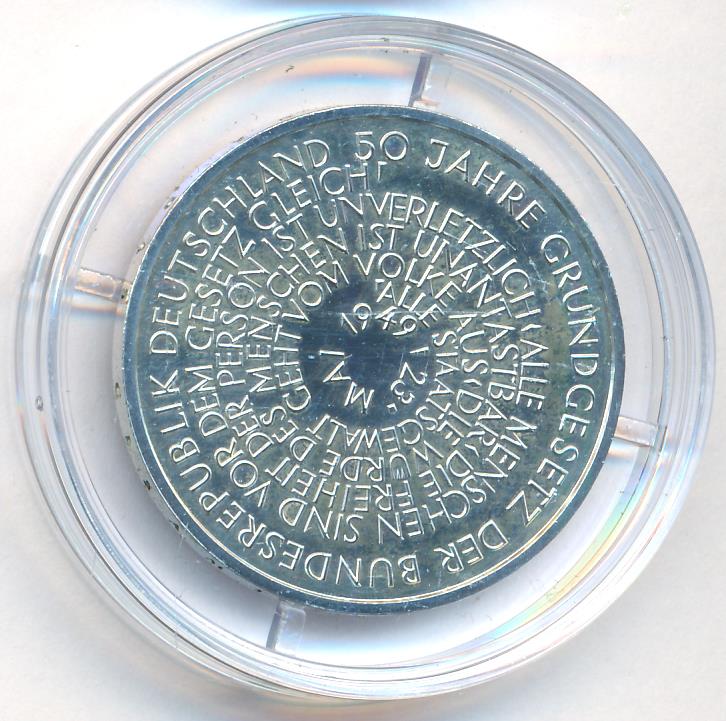 50 JAHRE GRUNDGESETZ DER BUNDESREPUBLIK DEUTSCHLAND
ALLE MENSCHEN SIND VOR DEM GESETZ GLEICH
DIE FREIHEIT DER PERSON IST UNVERLETZLICH
DIE WÜRDE DES MENSCHEN IST UNANTASTBAR
ALLE STAATSGEWALT GEHT VOM VOLKE AUS
23. MAI 1949